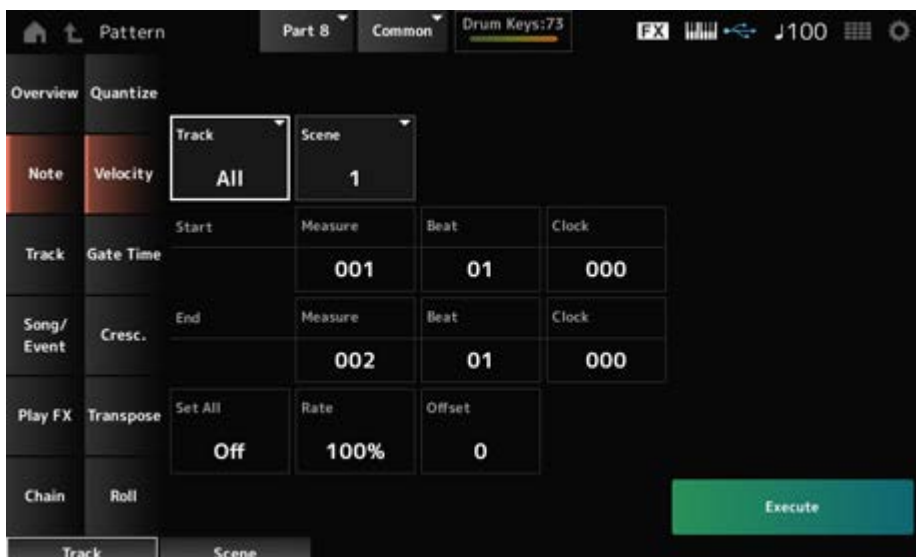 Pattern Part 8 Common Drum Keys:73 FX ♩100
Overview Quantize
Track Scene
Note Velocity All 1
Start Measure Beat Clock
Track Gate Time
001 01 000
Song/
Event Cresc. End Measure Beat Clock
002 01 000
Play FX Transpose Set All Rate Offset
Off 100% 0
Chain Roll Execute
Track Scene